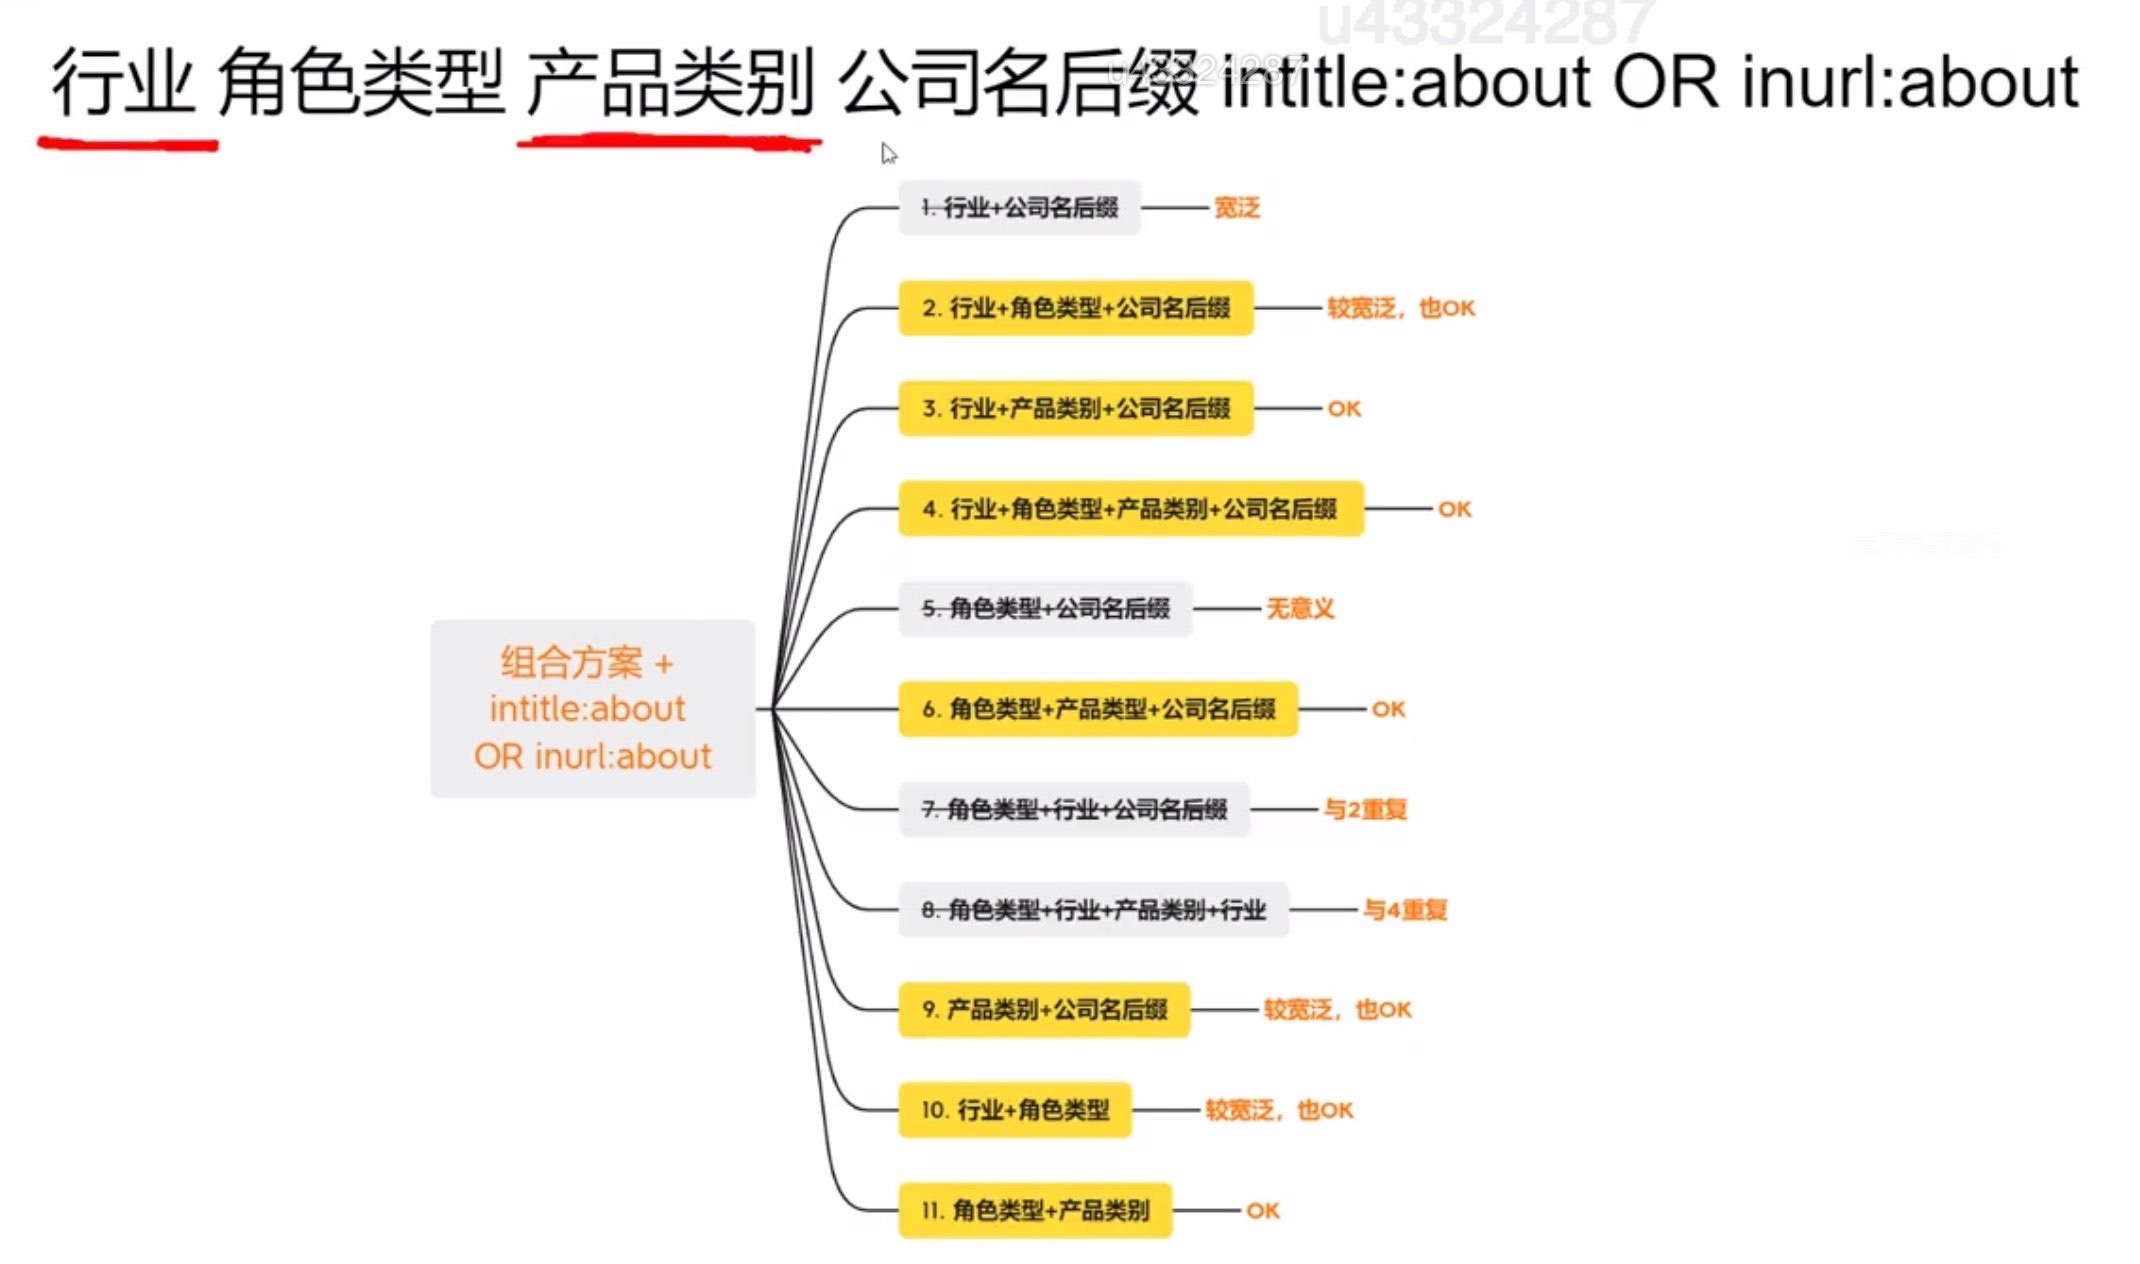 u43324287
行业 角色类型 产品类别 公司名后缀 intitle:about OR inurl:about
u43324287
1. 行业+公司名后缀 宽泛
2. 行业+角色类型+公司名后缀 较宽泛，也OK
3. 行业+产品类别+公司名后缀 OK
4. 行业+角色类型+产品类别+公司名后缀 OK
5. 角色类型+公司名后缀 无意义
组合方案 +
intitle:about
OR inurl:about
6. 角色类型+产品类型+公司名后缀 OK
7. 角色类型+行业+公司名后缀 与2重复
8. 角色类型+行业+产品类别+行业 与4重复
9. 产品类别+公司名后缀 较宽泛，也OK
10. 行业+角色类型 较宽泛，也OK
11. 角色类型+产品类别 OK